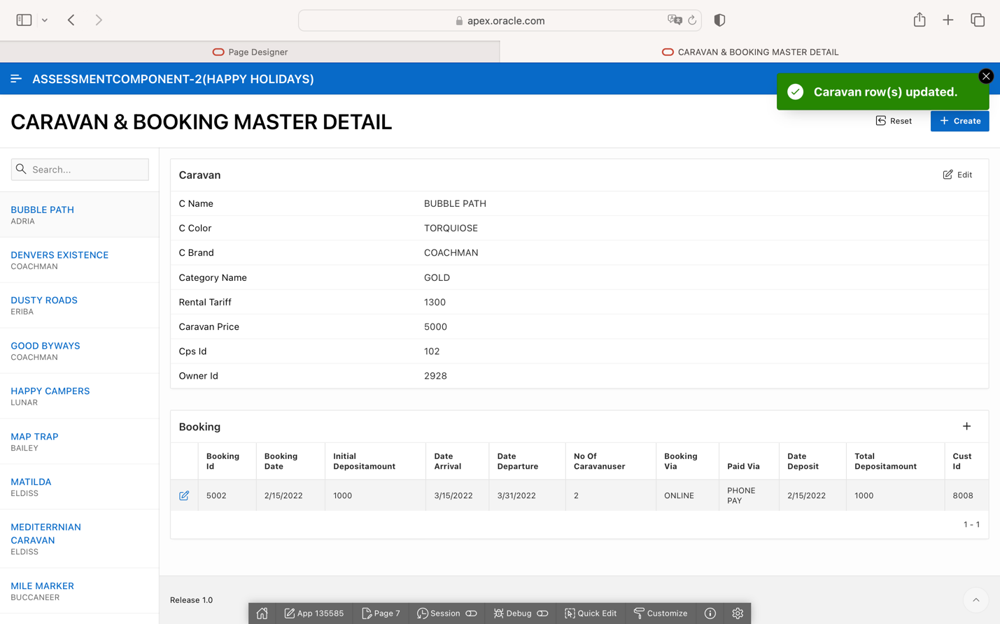 apex.oracle.com
Page Designer
CARAVAN & BOOKING MASTER DETAIL
ASSESSMENTCOMPONENT-2(HAPPY HOLIDAYS)
Caravan row(s) updated.
CARAVAN & BOOKING MASTER DETAIL
Reset
Create
Search...
BUBBLE PATH
ADRIA
DENVERS EXISTENCE
COACHMAN
DUSTY ROADS
ERIBA
GOOD BYWAYS
COACHMAN
HAPPY CAMPERS
LUNAR
MAP TRAP
BAILEY
MATILDA
ELDISS
MEDITERRNIAN
CARAVAN
ELDISS
MILE MARKER
BUCCANEER
Caravan
Edit
C Name BUBBLE PATH
C Color TORQUIOSE
C Brand COACHMAN
Category Name GOLD
Rental Tariff 1300
Caravan Price 5000
Cps Id 102
Owner Id 2928
Booking
Booking Id Booking Date Initial Depositamount Date Arrival Date Departure No Of Caravanuser Booking Via Paid Via Date Deposit Total Depositamount Cust Id
5002 2/15/2022 1000 3/15/2022 3/31/2022 2 ONLINE PHONE PAY 2/15/2022 1000 8008
1 - 1
Release 1.0
App 135585 Page 7 Session Debug Quick Edit Customize